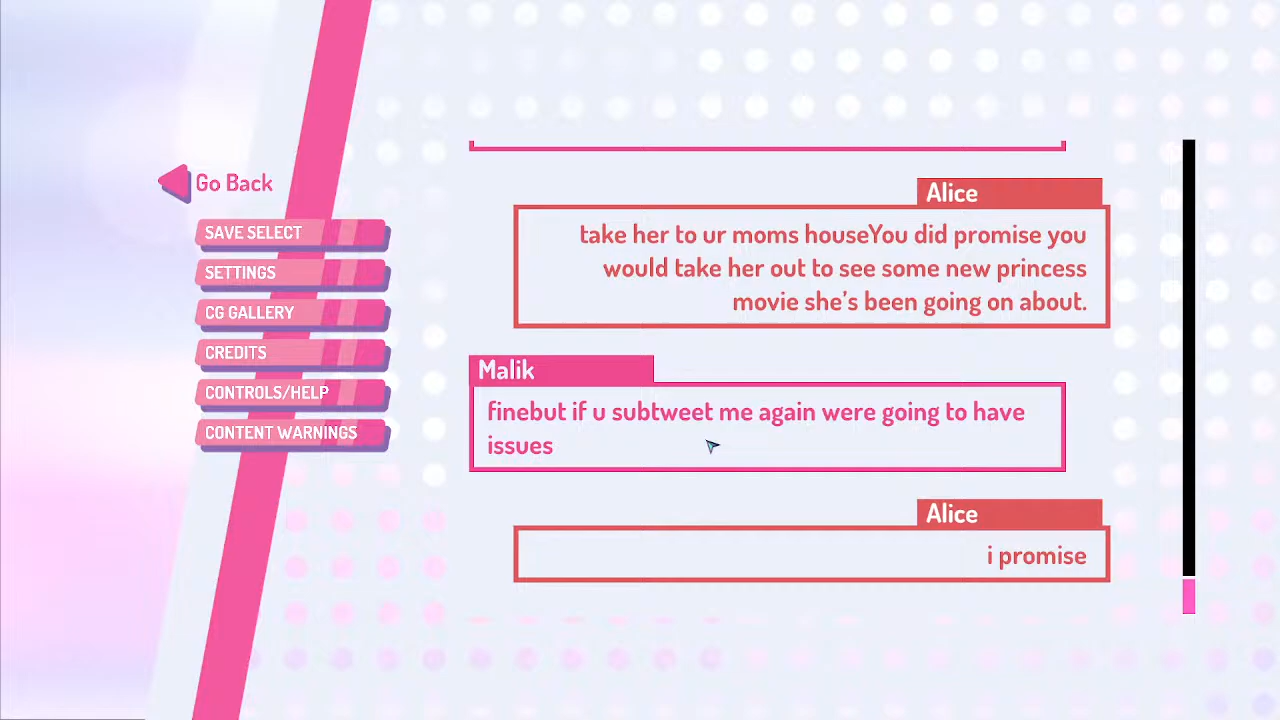 Go Back
SAVE SELECT
SETTINGS
CG GALLERY
CREDITS
CONTROLS/HELP
CONTENT WARNINGS
Alice
take her to ur moms houseYou did promise you
would take her out to see some new princess
movie she's been going on about.
Malik
finebut if u subtweet me again were going to have
issues
Alice
i promise